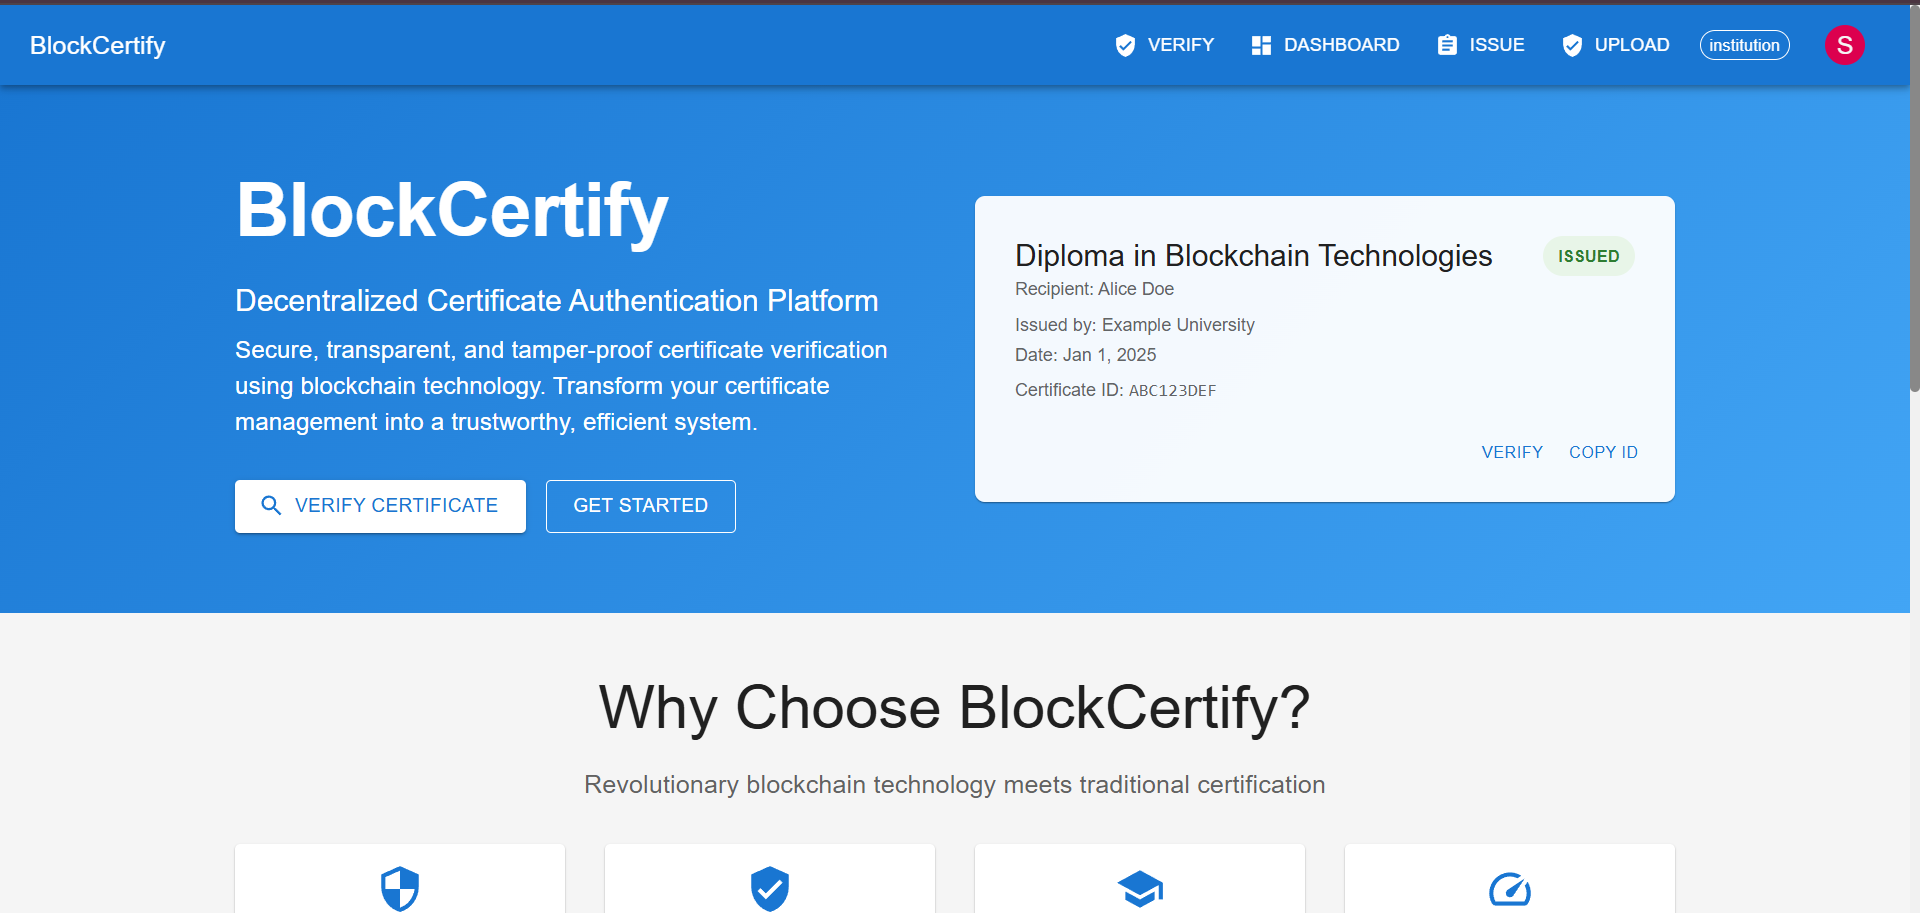 BlockCertify
VERIFY
DASHBOARD
ISSUE
UPLOAD
institution
S
BlockCertify
Decentralized Certificate Authentication Platform
Secure, transparent, and tamper-proof certificate verification
using blockchain technology. Transform your certificate
management into a trustworthy, efficient system.
VERIFY CERTIFICATE
GET STARTED
Diploma in Blockchain Technologies
ISSUED
Recipient: Alice Doe
Issued by: Example University
Date: Jan 1, 2025
Certificate ID: ABC123DEF
VERIFY
COPY ID
Why Choose BlockCertify?
Revolutionary blockchain technology meets traditional certification